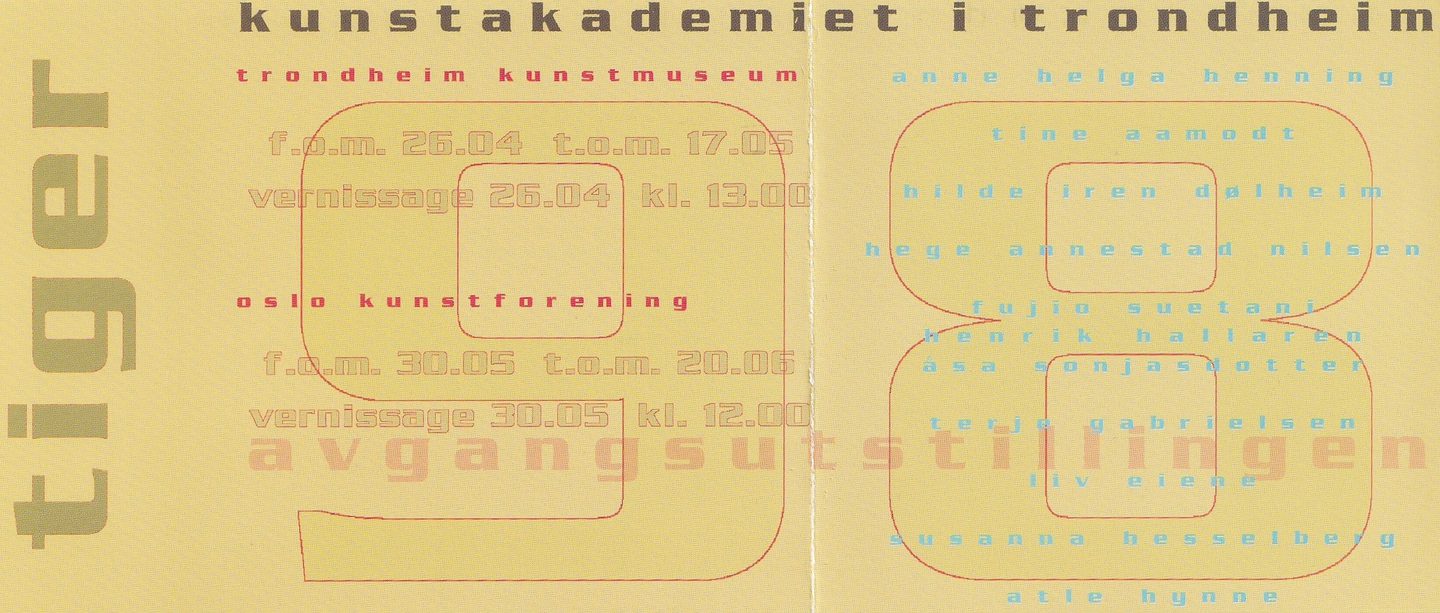 tiger
kunstakademiet i trondheim
trondheim kunstmuseum
f.o.m. 26.04 t.o.m. 17.05
vernissage 26.04 kl. 13.00
oslo kunstforening
f.o.m. 30.05 t.o.m. 20.06
vernissage 30.05 kl. 12.00
avgangsutstillingen
98
anne helga henning
tine aamodt
hilde iren dølheim
hege annestad nilsen
fujio suetani
henrik hallaren
åsa sonjasdotter
terje gabrielsen
liv eiene
susanna hesselberg
atle hynne